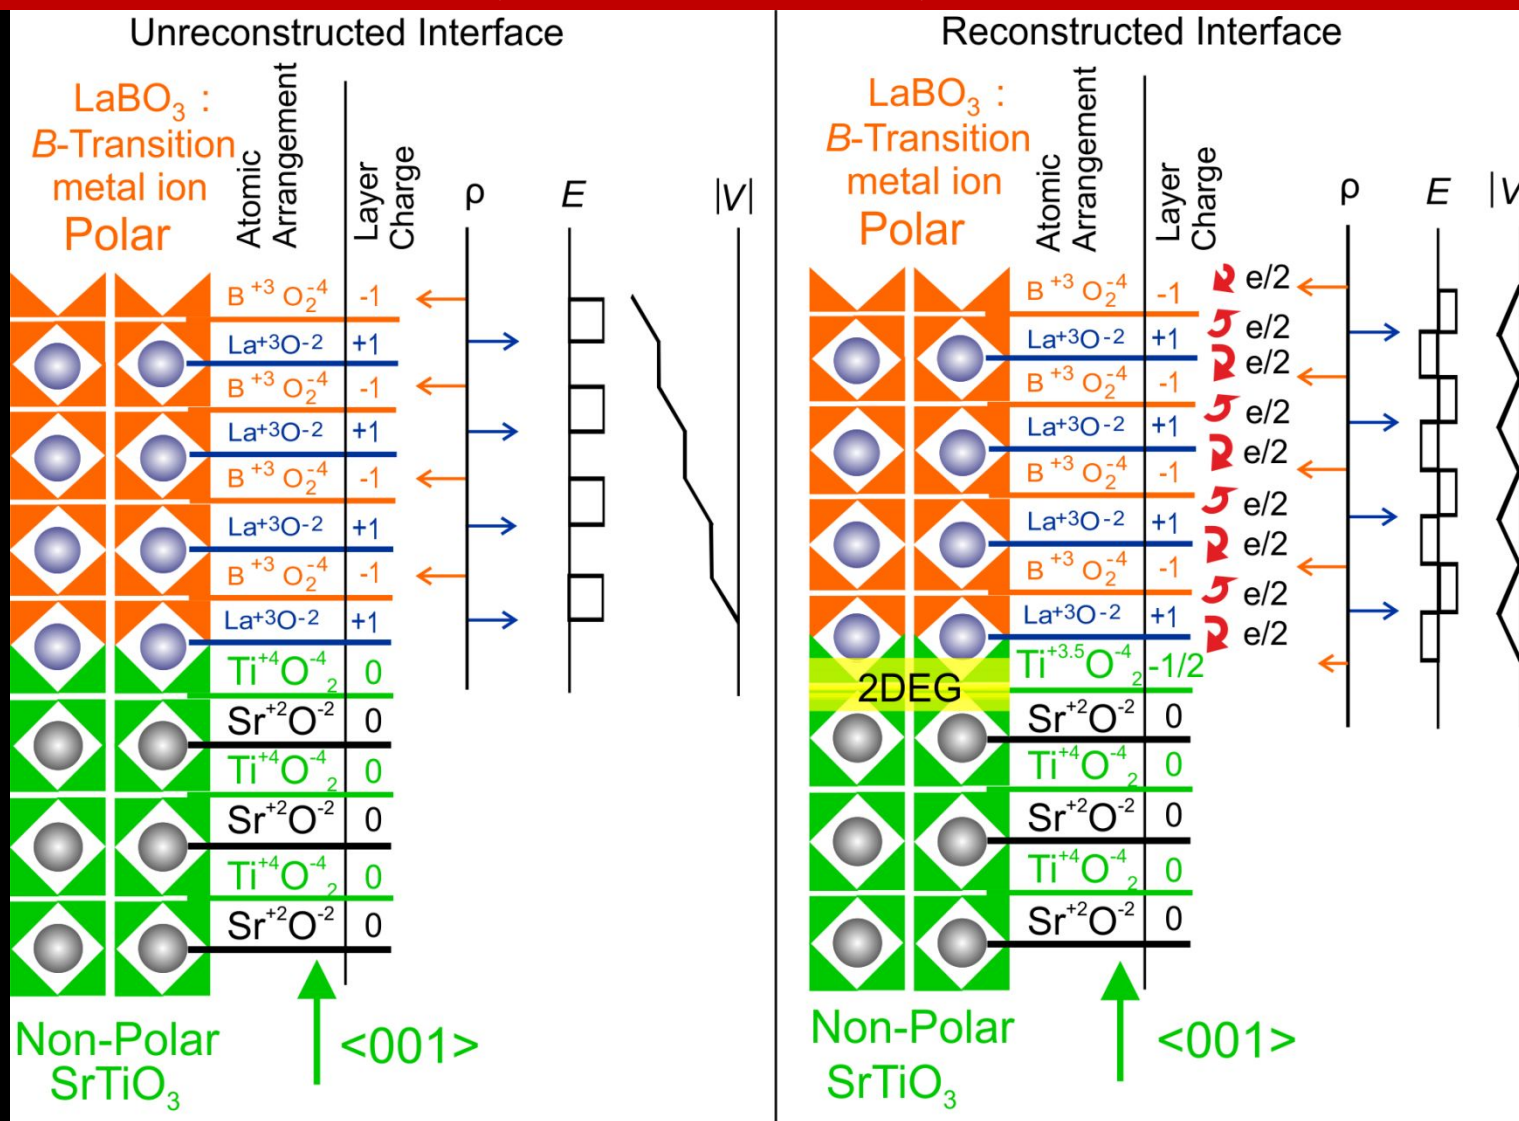 Unreconstructed Interface
LaBO3 :
B-Transition
metal ion
Polar
Atomic
Arrangement
Layer
Charge
ρ
E
|V|
B+3 O2-4 -1
La+3O-2 +1
B+3 O2-4 -1
La+3O-2 +1
B+3 O2-4 -1
La+3O-2 +1
B+3 O2-4 -1
La+3O-2 +1
Ti+4O-42 0
Sr+2O-2 0
Ti+4O-42 0
Sr+2O-2 0
Ti+4O-42 0
Sr+2O-2 0
Non-Polar
SrTiO3
<001>
Reconstructed Interface
LaBO3 :
B-Transition
metal ion
Polar
Atomic
Arrangement
Layer
Charge
ρ
E
|V
B+3 O2-4 -1 e/2
La+3O-2 +1 e/2
e/2
B+3 O2-4 -1
La+3O-2 +1 e/2
B+3 O2-4 -1 e/2
La+3O-2 +1 e/2
e/2
B+3 O2-4 -1
La+3O-2 +1 e/2
e/2
Ti+3.5O-42 -1/2
2DEG
Sr+2O-2 0
Ti+4O-42 0
Sr+2O-2 0
Ti+4O-42 0
Sr+2O-2 0
Non-Polar
SrTiO3
<001>